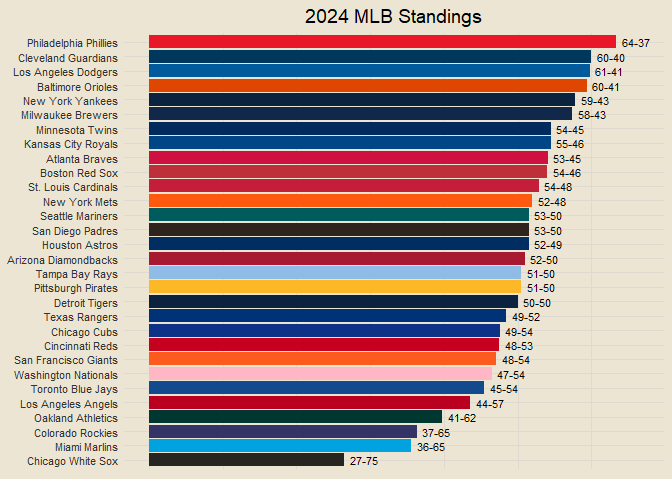 2024 MLB Standings
Philadelphia Phillies 64-37
Cleveland Guardians 60-40
Los Angeles Dodgers 61-41
Baltimore Orioles 60-41
New York Yankees 59-43
Milwaukee Brewers 58-43
Minnesota Twins 54-45
Kansas City Royals 55-46
Atlanta Braves 53-45
Boston Red Sox 54-46
St. Louis Cardinals 54-48
New York Mets 52-48
Seattle Mariners 53-50
San Diego Padres 53-50
Houston Astros 52-49
Arizona Diamondbacks 52-50
Tampa Bay Rays 51-50
Pittsburgh Pirates 51-50
Detroit Tigers 50-50
Texas Rangers 49-52
Chicago Cubs 49-54
Cincinnati Reds 48-53
San Francisco Giants 48-54
Washington Nationals 47-54
Toronto Blue Jays 45-54
Los Angeles Angels 44-57
Oakland Athletics 41-62
Colorado Rockies 37-65
Miami Marlins 36-65
Chicago White Sox 27-75